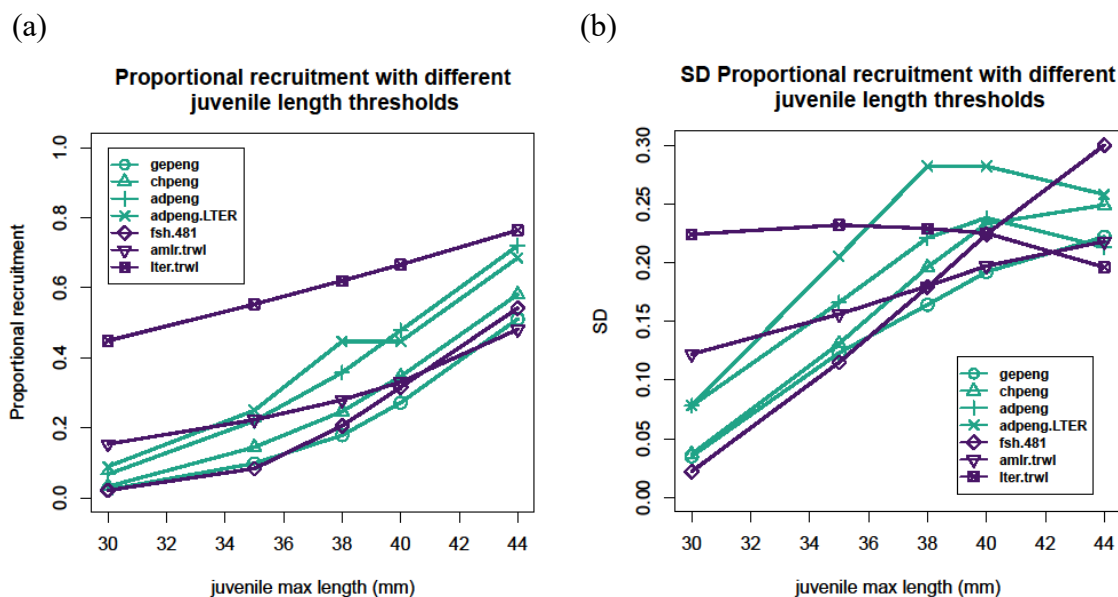 (a)
Proportional recruitment with different
juvenile length thresholds
Proportional recruitment
1.0
0.8
0.6
0.4
0.2
0.0
gepeng
chpeng
adpeng
adpeng.LTER
fsh.481
amlr.trwl
lter.trwl
30 32 34 36 38 40 42 44
juvenile max length (mm)
(b)
SD Proportional recruitment with different
juvenile length thresholds
SD
0.30
0.25
0.20
0.15
0.10
0.05
0.00
gepeng
chpeng
adpeng
adpeng.LTER
fsh.481
amlr.trwl
lter.trwl
30 32 34 36 38 40 42 44
juvenile max length (mm)